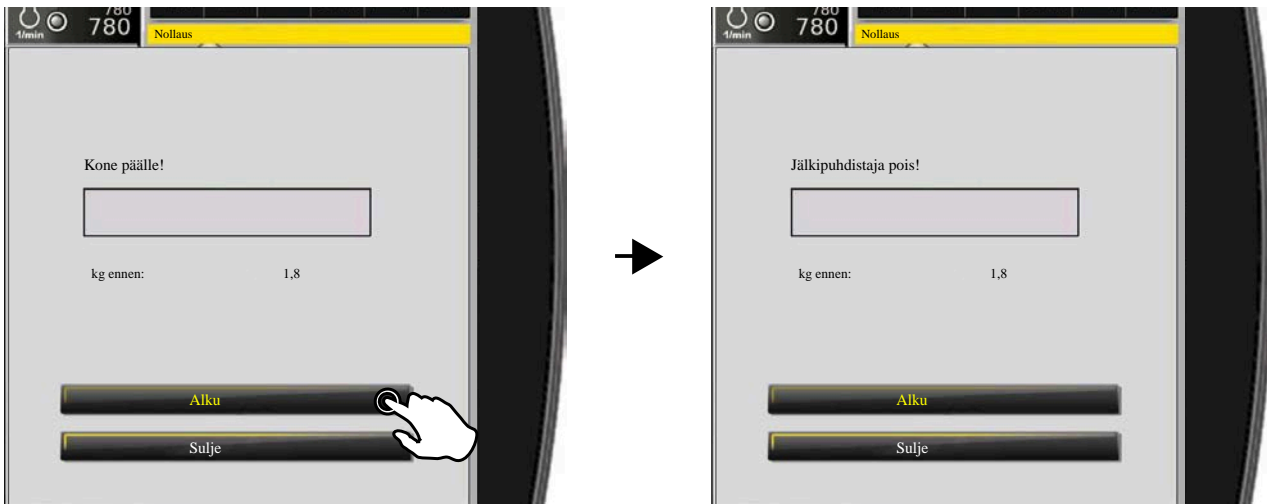 780
780
1/min
Nollaus
Kone päälle!
kg ennen: 1,8
Alku
Sulje
780
780
1/min
Nollaus
Jälkipuhdistaja pois!
kg ennen: 1,8
Alku
Sulje